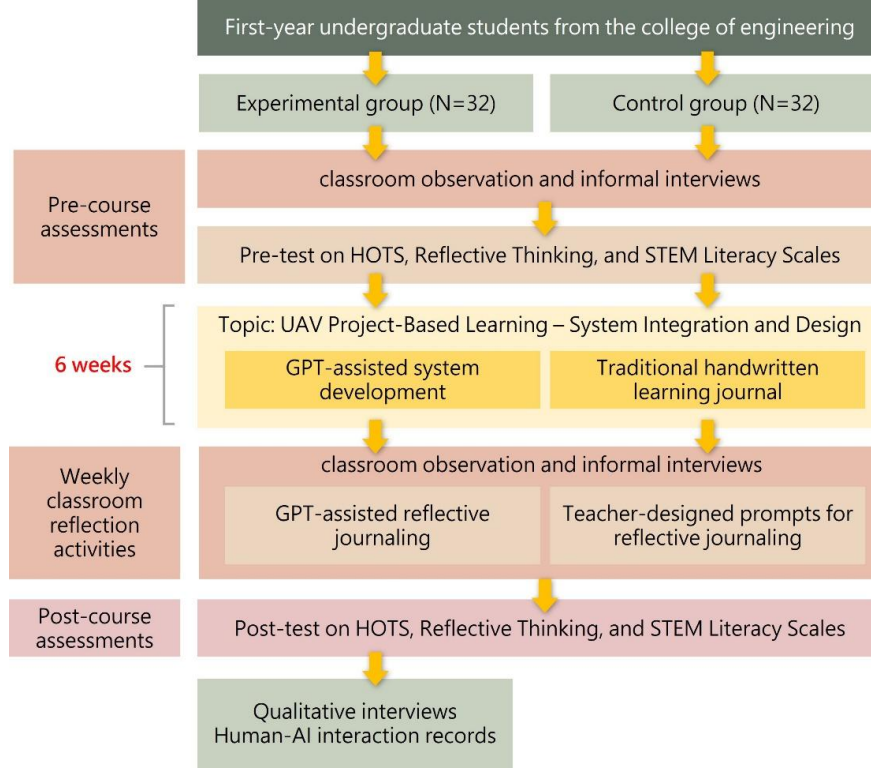 First-year undergraduate students from the college of engineering
Experimental group (N=32)
Control group (N=32)
Pre-course
assessments
classroom observation and informal interviews
Pre-test on HOTS, Reflective Thinking, and STEM Literacy Scales
6 weeks
Topic: UAV Project-Based Learning – System Integration and Design
GPT-assisted system
development
Traditional handwritten
learning journal
Weekly
classroom
reflection
activities
classroom observation and informal interviews
GPT-assisted reflective
journaling
Teacher-designed prompts for
reflective journaling
Post-course
assessments
Post-test on HOTS, Reflective Thinking, and STEM Literacy Scales
Qualitative interviews
Human-AI interaction records